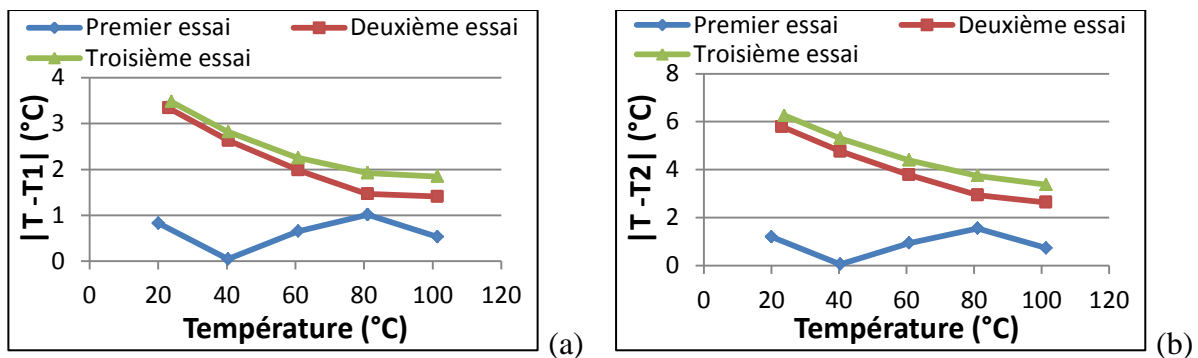 Premier essai
Deuxième essai
Troisième essai
4
3
2
1
0
|T -T1| (°C)
0 20 40 60 80 100 120
Température (°C)
(a)
Premier essai
Deuxième essai
Troisième essai
8
6
4
2
0
|T -T2| (°C)
0 20 40 60 80 100 120
Température (°C)
(b)